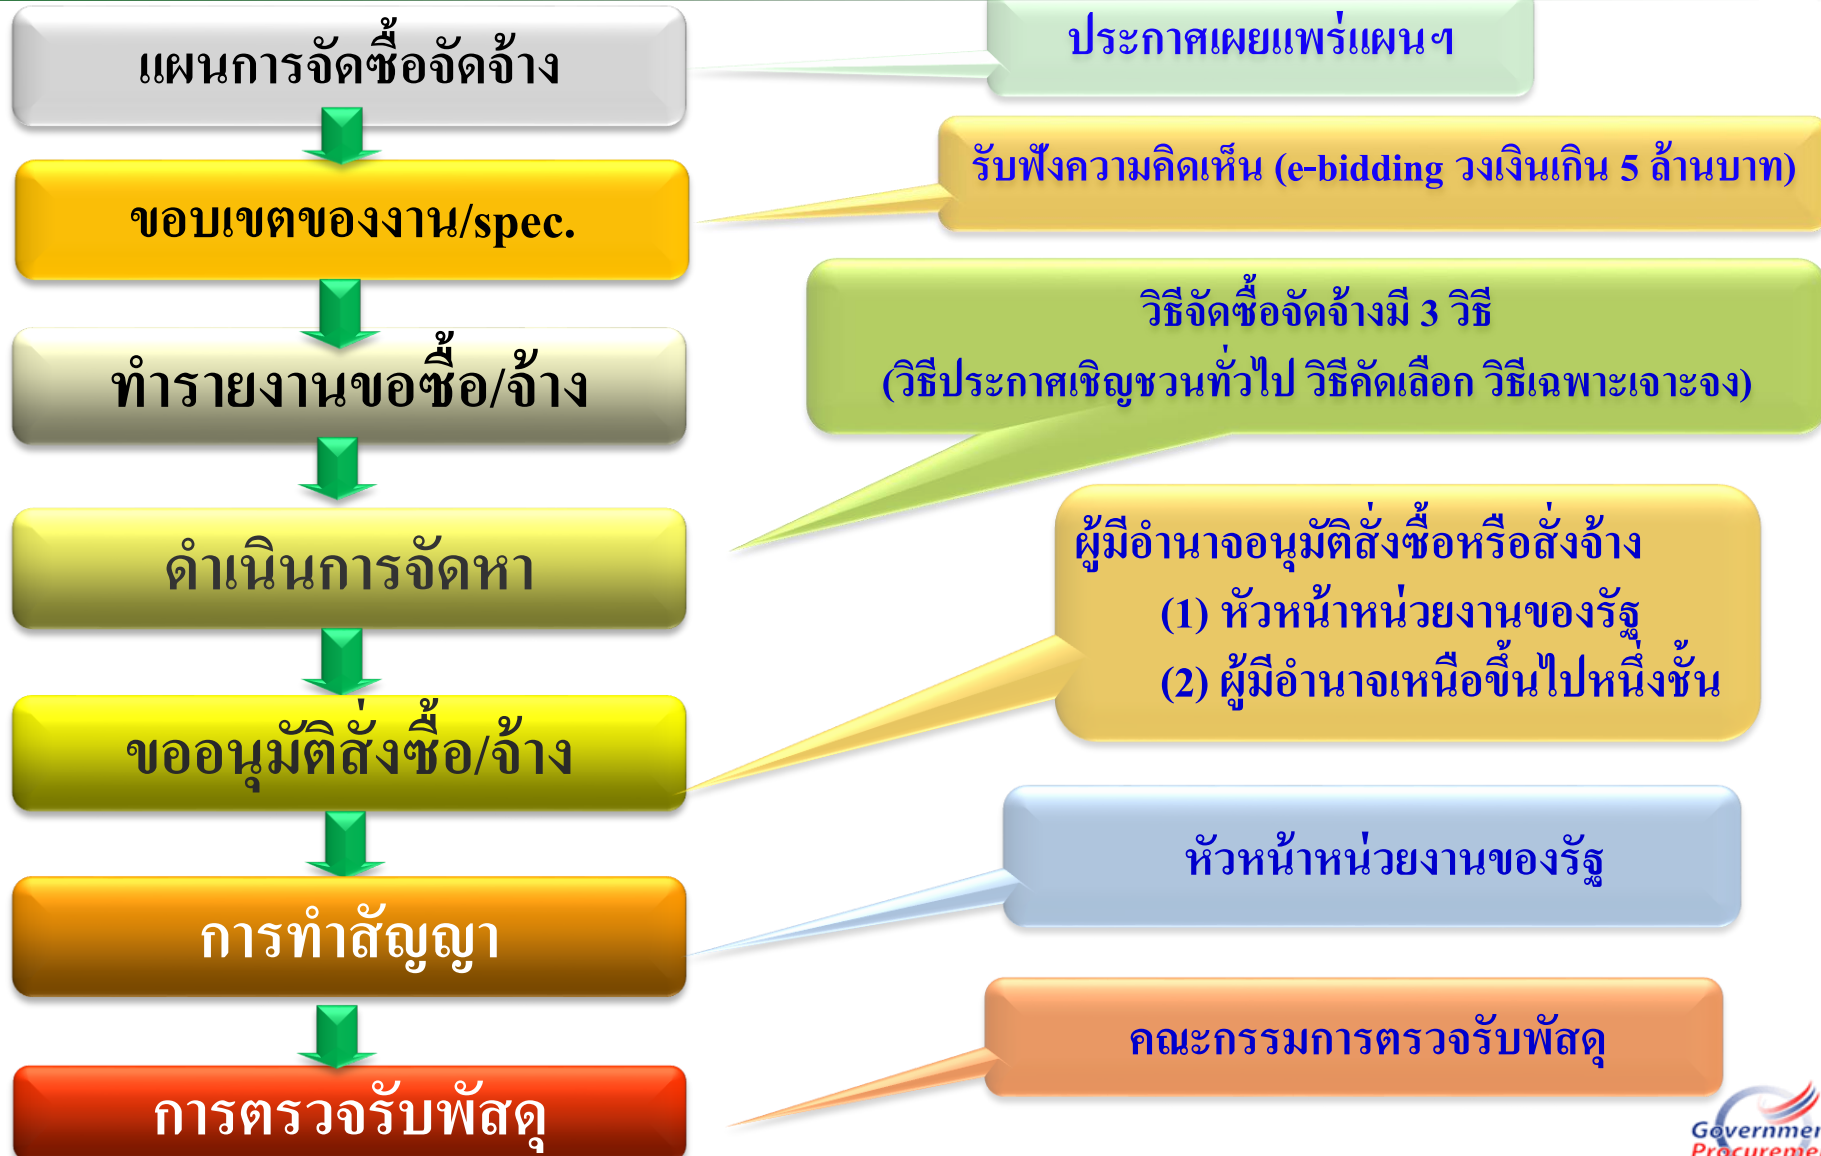 แผนการจัดซื้อจัดจ้าง
ประกาศเผยแพร่แผนฯ
ขอบเขตของงาน/spec.
รับฟังความคิดเห็น (e-bidding วงเงินเกิน 5 ล้านบาท)
ทำรายงานขอซื้อ/จ้าง
วิธีจัดซื้อจัดจ้างมี 3 วิธี
(วิธีประกาศเชิญชวนทั่วไป วิธีคัดเลือก วิธีเฉพาะเจาะจง)
ดำเนินการจัดหา
ขออนุมัติสั่งซื้อ/จ้าง
ผู้มีอำนาจอนุมัติสั่งซื้อหรือสั่งจ้าง
(1) หัวหน้าหน่วยงานของรัฐ
(2) ผู้มีอำนาจเหนือขึ้นไปหนึ่งชั้น
การทำสัญญา
หัวหน้าหน่วยงานของรัฐ
การตรวจรับพัสดุ
คณะกรรมการตรวจรับพัสดุ